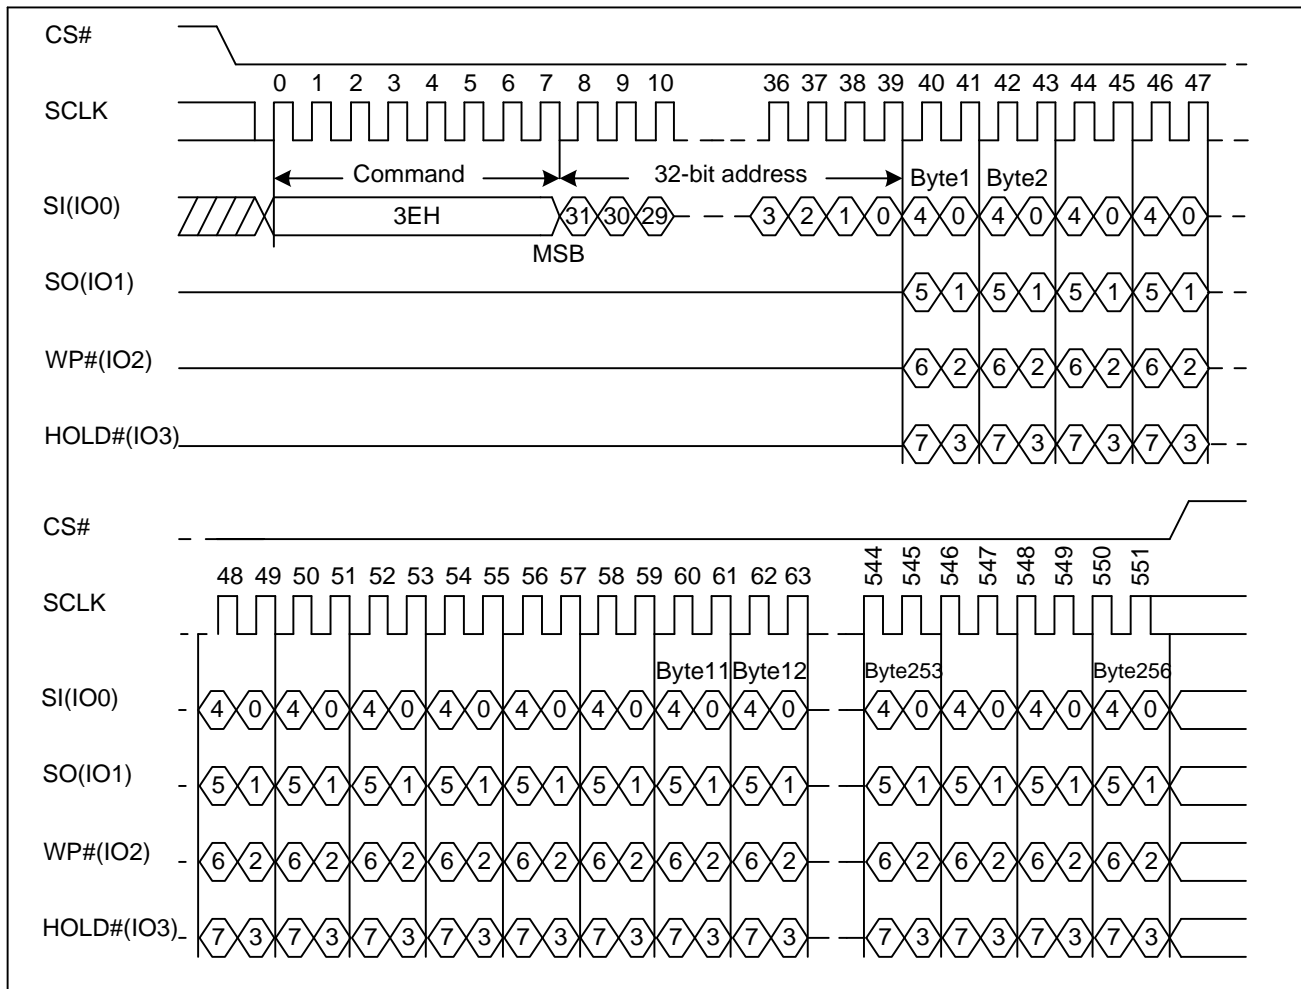 CS#
0 1 2 3 4 5 6 7 8 9 10 36 37 38 39 40 41 42 43 44 45 46 47
SCLK
Command 32-bit address Byte1 Byte2
SI(IO0) 3EH 31 30 29 3 2 1 0 4 0 4 0 4 0 4 0
MSB
SO(IO1) 5 1 5 1 5 1 5 1
WP#(IO2) 6 2 6 2 6 2 6 2
HOLD#(IO3) 7 3 7 3 7 3 7 3
CS#
48 49 50 51 52 53 54 55 56 57 58 59 60 61 62 63 544 545 546 547 548 549 550 551
SCLK
Byte11 Byte12 Byte253 Byte256
SI(IO0) 4 0 4 0 4 0 4 0 4 0 4 0 4 0 4 0 4 0 4 0 4 0 4 0
SO(IO1) 5 1 5 1 5 1 5 1 5 1 5 1 5 1 5 1 5 1 5 1 5 1 5 1
WP#(IO2) 6 2 6 2 6 2 6 2 6 2 6 2 6 2 6 2 6 2 6 2 6 2 6 2
HOLD#(IO3) 7 3 7 3 7 3 7 3 7 3 7 3 7 3 7 3 7 3 7 3 7 3 7 3